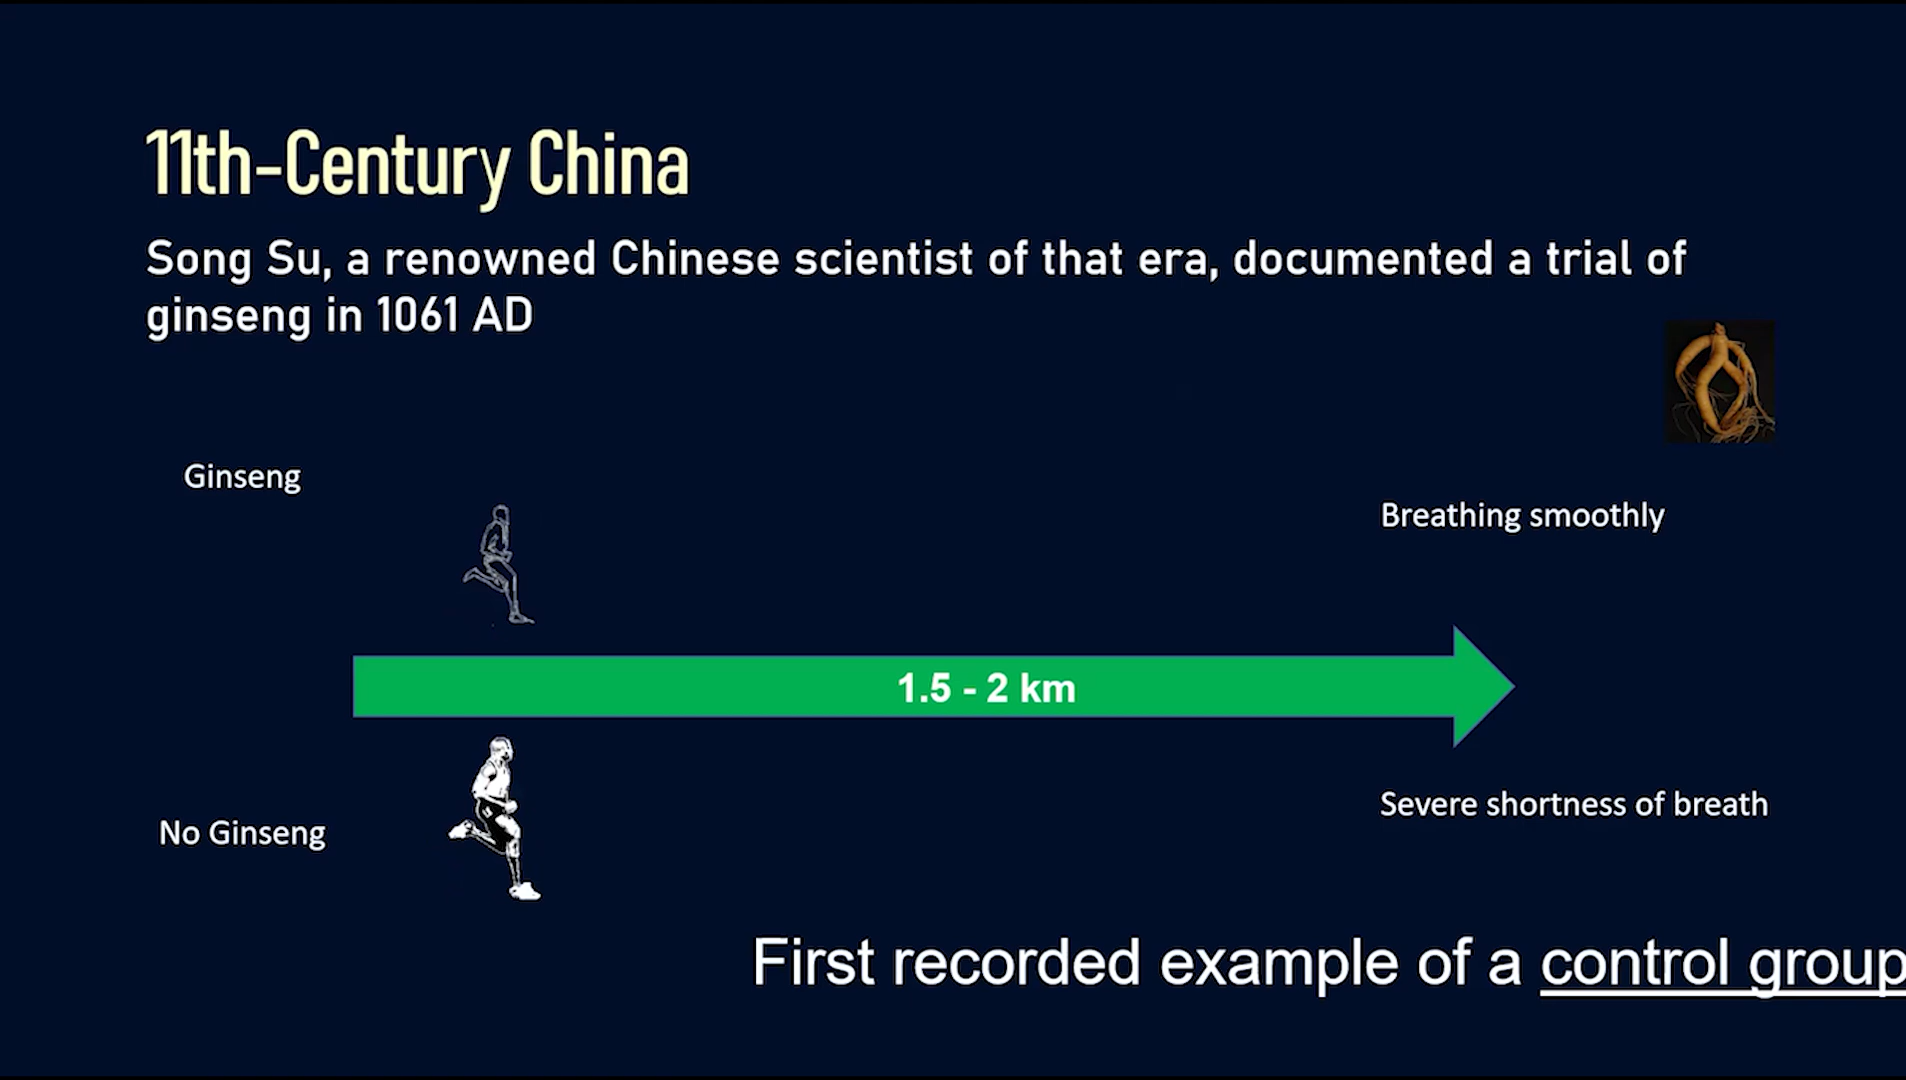 11th-Century China
Song Su, a renowned Chinese scientist of that era, documented a trial of
ginseng in 1061 AD
Ginseng
Breathing smoothly
1.5 - 2 km
No Ginseng
Severe shortness of breath
First recorded example of a control group